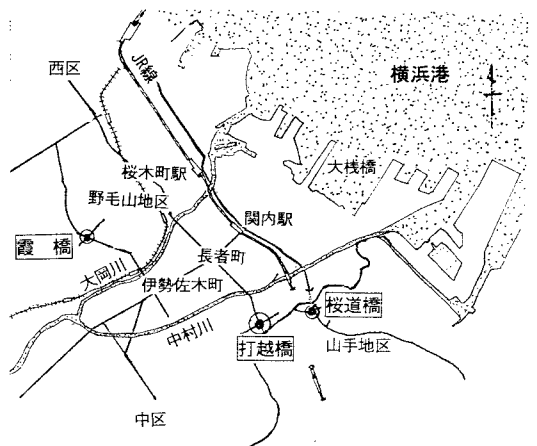 西区
JR線
横浜港
桜木町駅
大桟橋
野毛山地区
関内駅
霞橋
長者町
大岡川
伊勢佐木町
桜道橋
中村川
打越橋
山手地区
中区